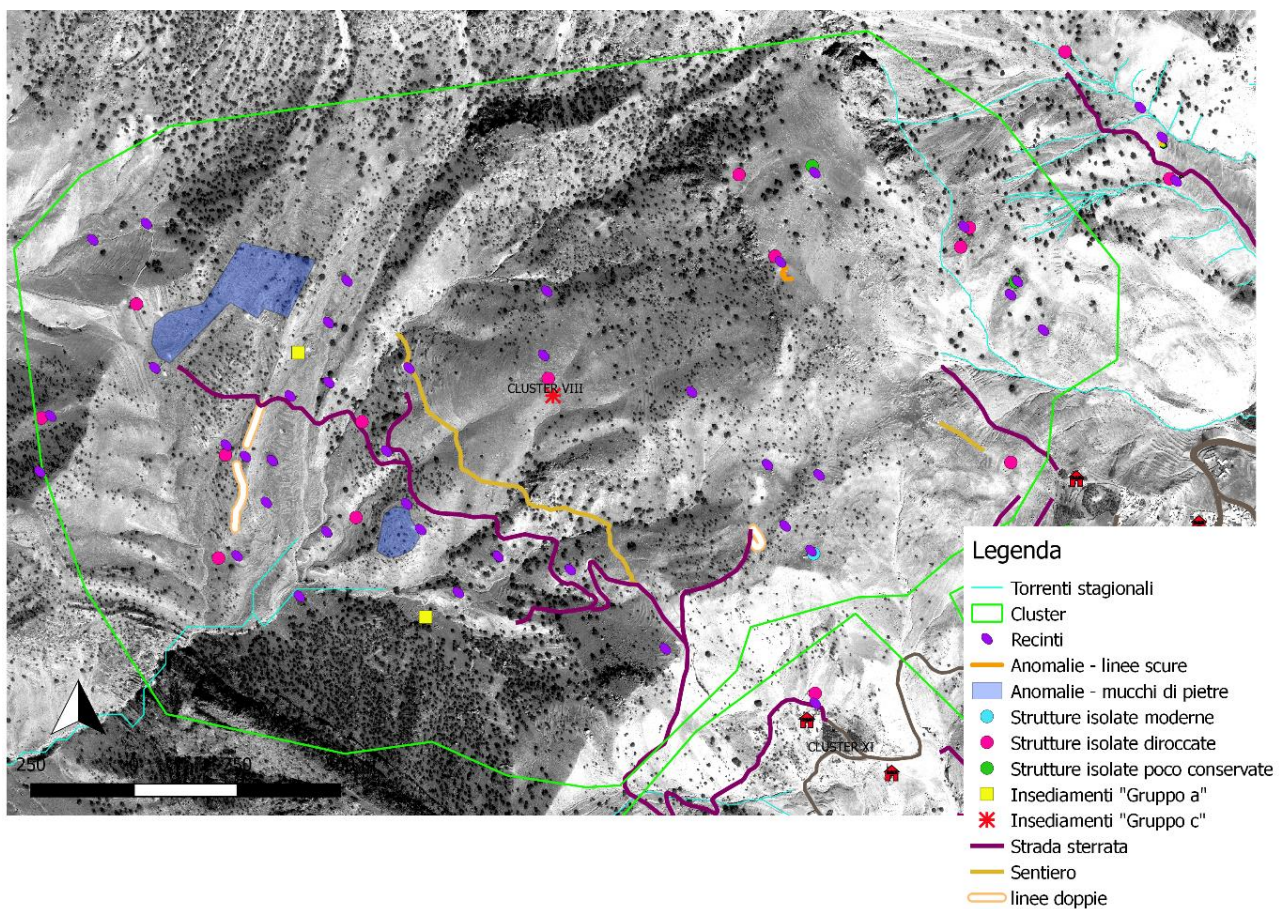 CLUSTER VIII
CLUSTER XI
250
250
Legenda
Torrenti stagionali
Cluster
Recinti
Anomalie - linee scure
Anomalie - mucchi di pietre
Strutture isolate moderne
Strutture isolate diroccate
Strutture isolate poco conservate
Insediamenti "Gruppo a"
Insediamenti "Gruppo c"
Strada sterrata
Sentiero
linee doppie